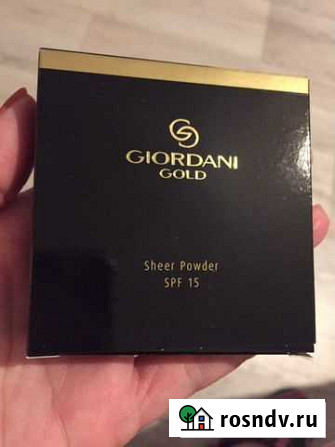 GIORDANI
GOLD
Sheer Powder
SPF 15
rosndv.ru